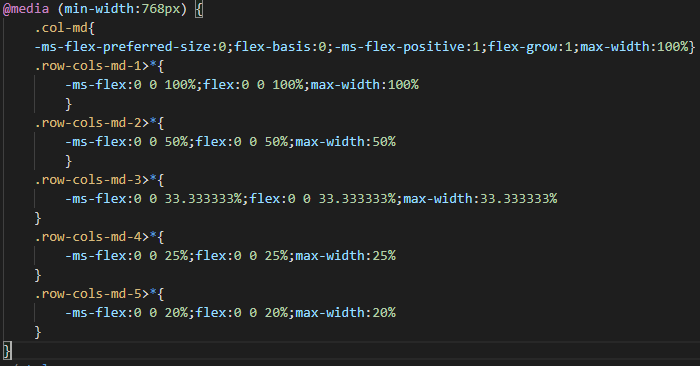 @media (min-width:768px) {
.col-md{
-ms-flex-preferred-size:0;flex-basis:0;-ms-flex-positive:1;flex-grow:1;max-width:100%}
.row-cols-md-1>*{
-ms-flex:0 0 100%;flex:0 0 100%;max-width:100%
}
.row-cols-md-2>*{
-ms-flex:0 0 50%;flex:0 0 50%;max-width:50%
}
.row-cols-md-3>*{
-ms-flex:0 0 33.333333%;flex:0 0 33.333333%;max-width:33.333333%
}
.row-cols-md-4>*{
-ms-flex:0 0 25%;flex:0 0 25%;max-width:25%
}
.row-cols-md-5>*{
-ms-flex:0 0 20%;flex:0 0 20%;max-width:20%
}
}